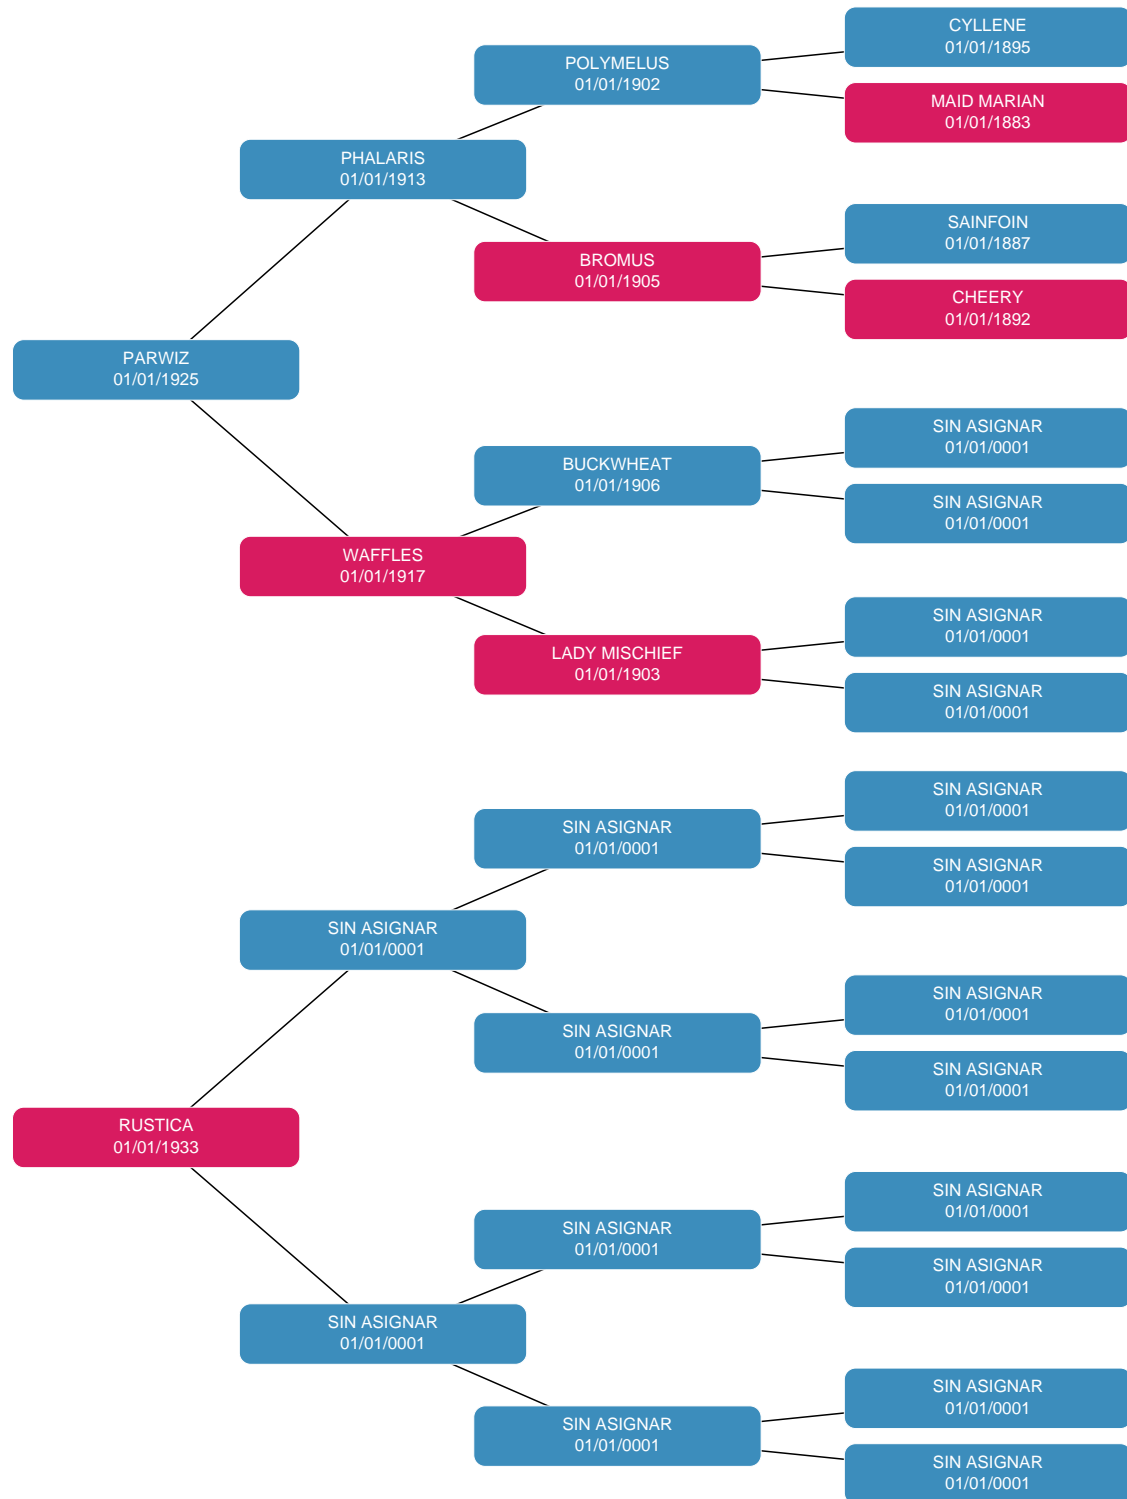 CYLLENE
01/01/1895
POLYMELUS
01/01/1902
MAID MARIAN
01/01/1883
PHALARIS
01/01/1913
SAINFOIN
01/01/1887
BROMUS
01/01/1905
CHEERY
01/01/1892
PARWIZ
01/01/1925
SIN ASIGNAR
01/01/0001
BUCKWHEAT
01/01/1906
SIN ASIGNAR
01/01/0001
WAFFLES
01/01/1917
SIN ASIGNAR
01/01/0001
LADY MISCHIEF
01/01/1903
SIN ASIGNAR
01/01/0001
SIN ASIGNAR
01/01/0001
SIN ASIGNAR
01/01/0001
SIN ASIGNAR
01/01/0001
SIN ASIGNAR
01/01/0001
SIN ASIGNAR
01/01/0001
SIN ASIGNAR
01/01/0001
SIN ASIGNAR
01/01/0001
RUSTICA
01/01/1933
SIN ASIGNAR
01/01/0001
SIN ASIGNAR
01/01/0001
SIN ASIGNAR
01/01/0001
SIN ASIGNAR
01/01/0001
SIN ASIGNAR
01/01/0001
SIN ASIGNAR
01/01/0001
SIN ASIGNAR
01/01/0001